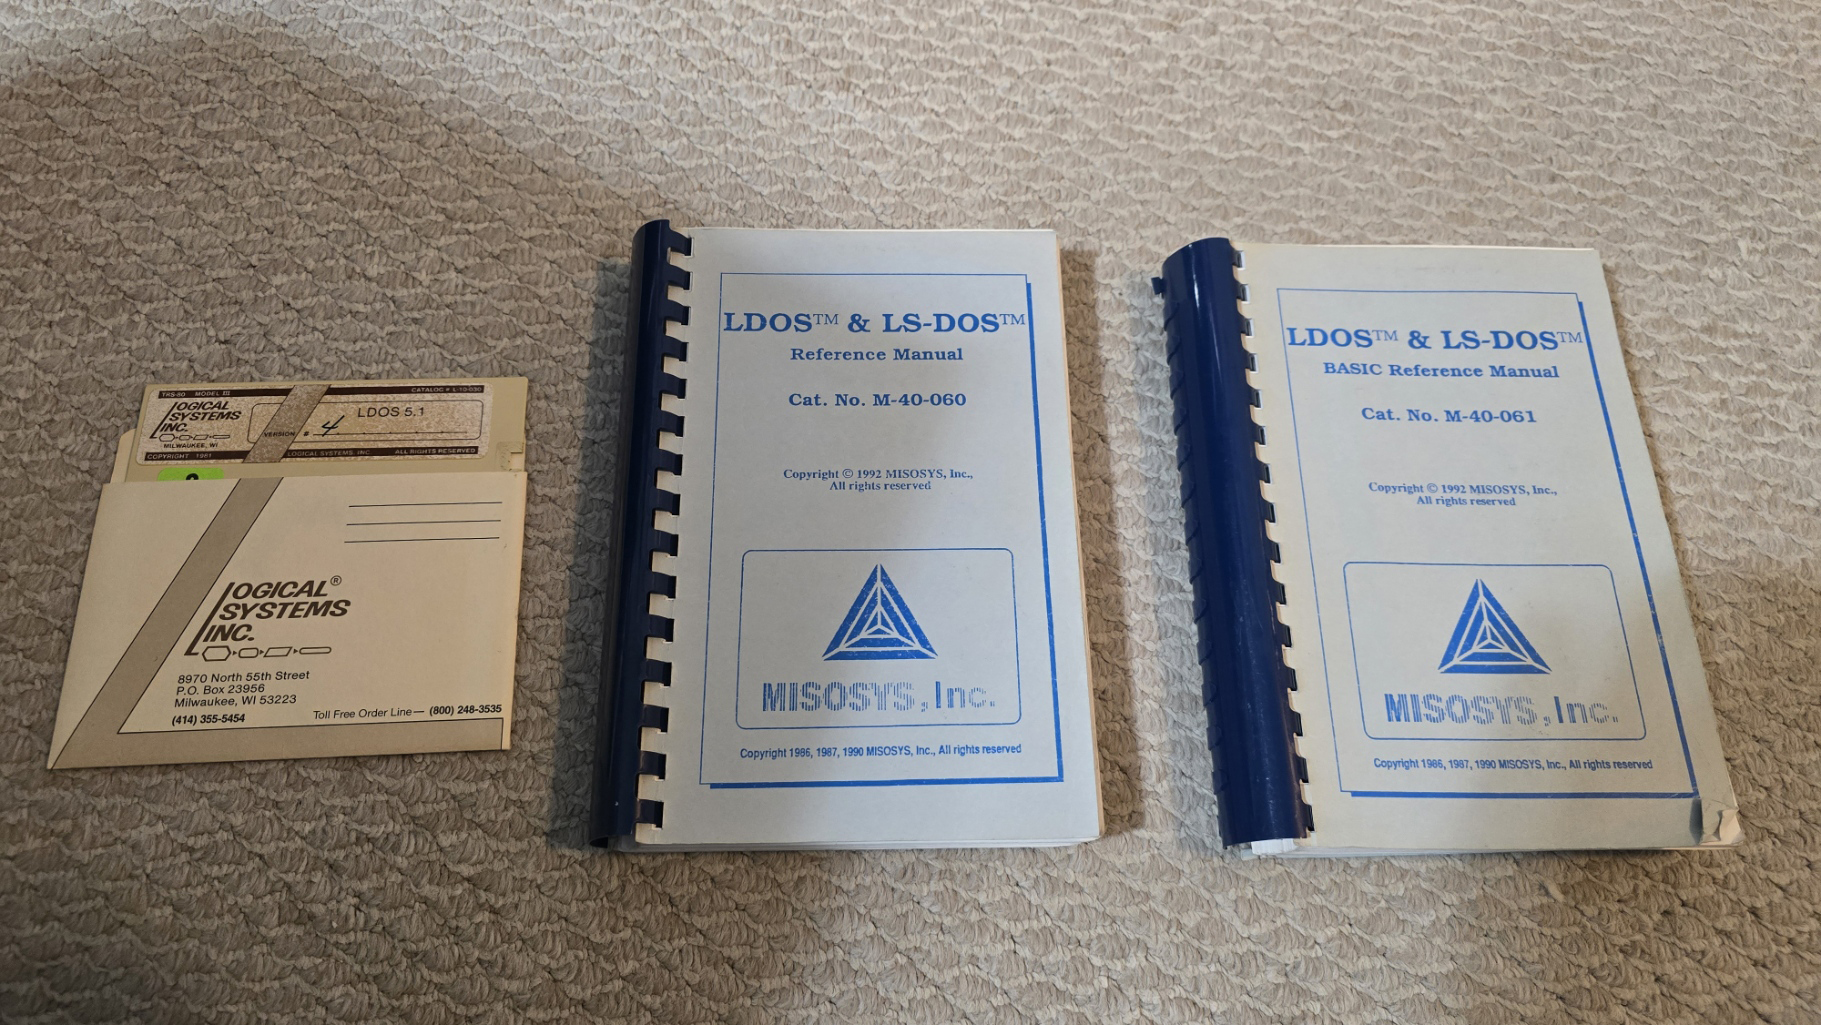 TRS-80 MODEL III CATALOG # L-10-030
LOGICAL
SYSTEMS
INC.
MILWAUKEE, WI
LDOS 5.1
VERSION # 4
COPYRIGHT 1981 LOGICAL SYSTEMS, INC. ALL RIGHTS RESERVED
LOGICAL®
SYSTEMS
INC.
8970 North 55th Street
P.O. Box 23956
Milwaukee, WI 53223
(414) 355-5454 Toll Free Order Line— (800) 248-3535
LDOS™ & LS-DOS™
Reference Manual
Cat. No. M-40-060
Copyright © 1992 MISOSYS, Inc.,
All rights reserved
MISOSYS, Inc.
Copyright 1986, 1987, 1990 MISOSYS, Inc., All rights reserved
LDOS™ & LS-DOS™
BASIC Reference Manual
Cat. No. M-40-061
Copyright © 1992 MISOSYS, Inc.,
All rights reserved
MISOSYS, Inc.
Copyright 1986, 1987, 1990 MISOSYS, Inc., All rights reserved